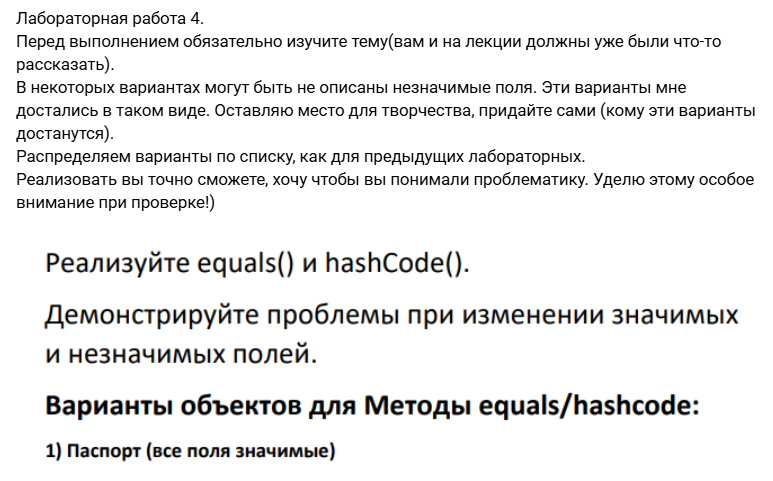 Лабораторная работа 4.
Перед выполнением обязательно изучите тему(вам и на лекции должны уже были что-то
рассказать).
В некоторых вариантах могут быть не описаны незначимые поля. Эти варианты мне
достались в таком виде. Оставляю место для творчества, придайте сами (кому эти варианты
достанутся).
Распределяем варианты по списку, как для предыдущих лабораторных.
Реализовать вы точно сможете, хочу чтобы вы понимали проблематику. Уделю этому особое
внимание при проверке!)
Реализуйте equals() и hashCode().
Демонстрируйте проблемы при изменении значимых
и незначимых полей.
Варианты объектов для Методы equals/hashcode:
1) Паспорт (все поля значимые)